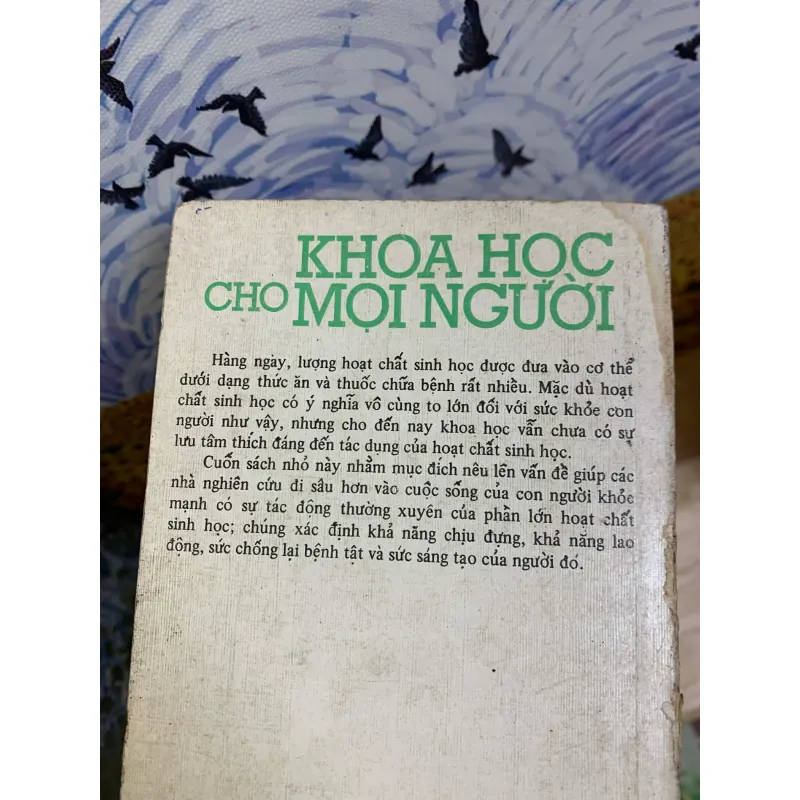 KHOA HỌC
CHO MỌI NGƯỜI
Hàng ngày, lượng hoạt chất sinh học được đưa vào cơ thể
dưới dạng thức ăn và thuốc chữa bệnh rất nhiều. Mặc dù hoạt
chất sinh học có ý nghĩa vô cùng to lớn đối với sức khỏe con
người như vậy, nhưng cho đến nay khoa học vẫn chưa có sự
lưu tâm thích đáng đến tác dụng của hoạt chất sinh học.
Cuốn sách nhỏ này nhằm mục đích nêu lên vấn đề giúp các
nhà nghiên cứu đi sâu hơn vào cuộc sống của con người khỏe
mạnh có sự tác động thường xuyên của phần lớn hoạt chất
sinh học; chúng xác định khả năng chịu đựng, khả năng lao
động, sức chống lại bệnh tật và sức sáng tạo của người đó.